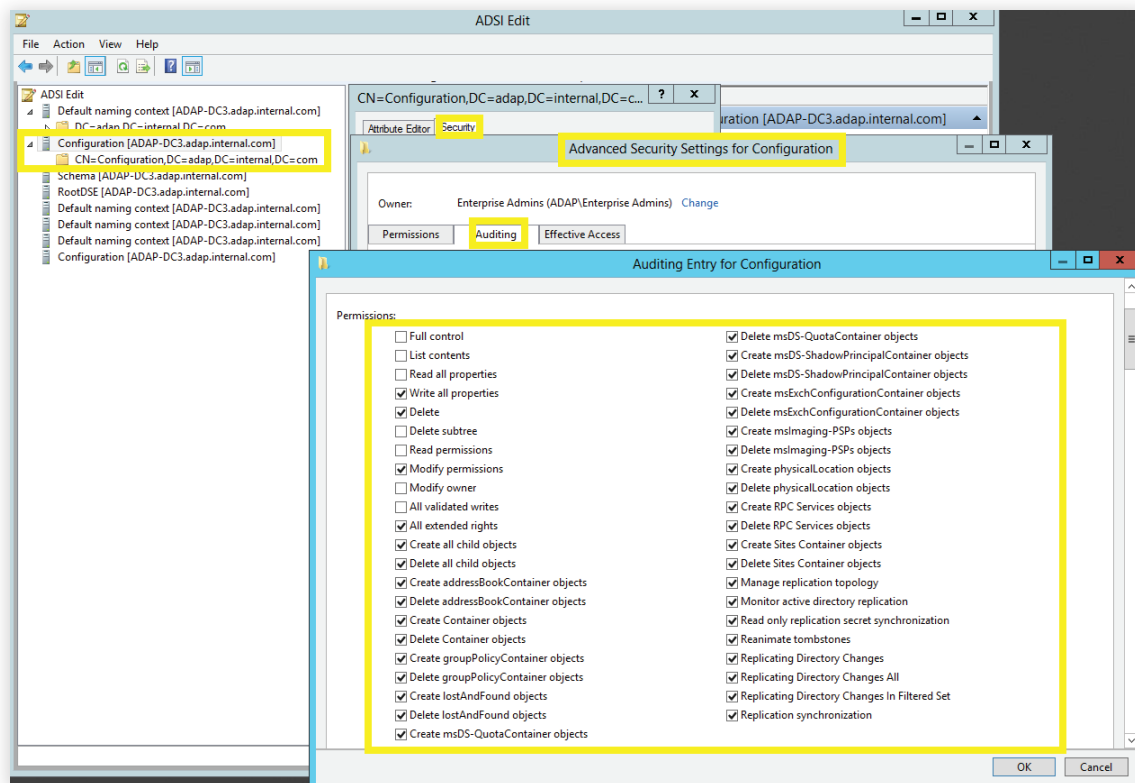 ADSI Edit
File Action View Help
ADSI Edit
Default naming context [ADAP-DC3.adap.internal.com]
DC=adap,DC=internal,DC=com
Configuration [ADAP-DC3.adap.internal.com]
CN=Configuration,DC=adap,DC=internal,DC=com
Schema [ADAP-DC3.adap.internal.com]
RootDSE [ADAP-DC3.adap.internal.com]
Default naming context [ADAP-DC3.adap.internal.com]
Default naming context [ADAP-DC3.adap.internal.com]
Default naming context [ADAP-DC3.adap.internal.com]
Configuration [ADAP-DC3.adap.internal.com]
CN=Configuration,DC=adap,DC=internal,DC=c... ? x
Attribute Editor Security
uration [ADAP-DC3.adap.internal.com]
Advanced Security Settings for Configuration
Owner: Enterprise Admins (ADAP\Enterprise Admins) Change
Permissions Auditing Effective Access
Auditing Entry for Configuration
Permissions:
Full control
List contents
Read all properties
Write all properties
Delete
Delete subtree
Read permissions
Modify permissions
Modify owner
All validated writes
All extended rights
Create all child objects
Delete all child objects
Create addressBookContainer objects
Delete addressBookContainer objects
Create Container objects
Delete Container objects
Create groupPolicyContainer objects
Delete groupPolicyContainer objects
Create lostAndFound objects
Delete lostAndFound objects
Create msDS-QuotaContainer objects
Delete msDS-QuotaContainer objects
Create msDS-ShadowPrincipalContainer objects
Delete msDS-ShadowPrincipalContainer objects
Create msExchConfigurationContainer objects
Delete msExchConfigurationContainer objects
Create msImaging-PSPs objects
Delete msImaging-PSPs objects
Create physicalLocation objects
Delete physicalLocation objects
Create RPC Services objects
Delete RPC Services objects
Create Sites Container objects
Delete Sites Container objects
Manage replication topology
Monitor active directory replication
Read only replication secret synchronization
Reanimate tombstones
Replicating Directory Changes
Replicating Directory Changes All
Replicating Directory Changes In Filtered Set
Replication synchronization
OK Cancel